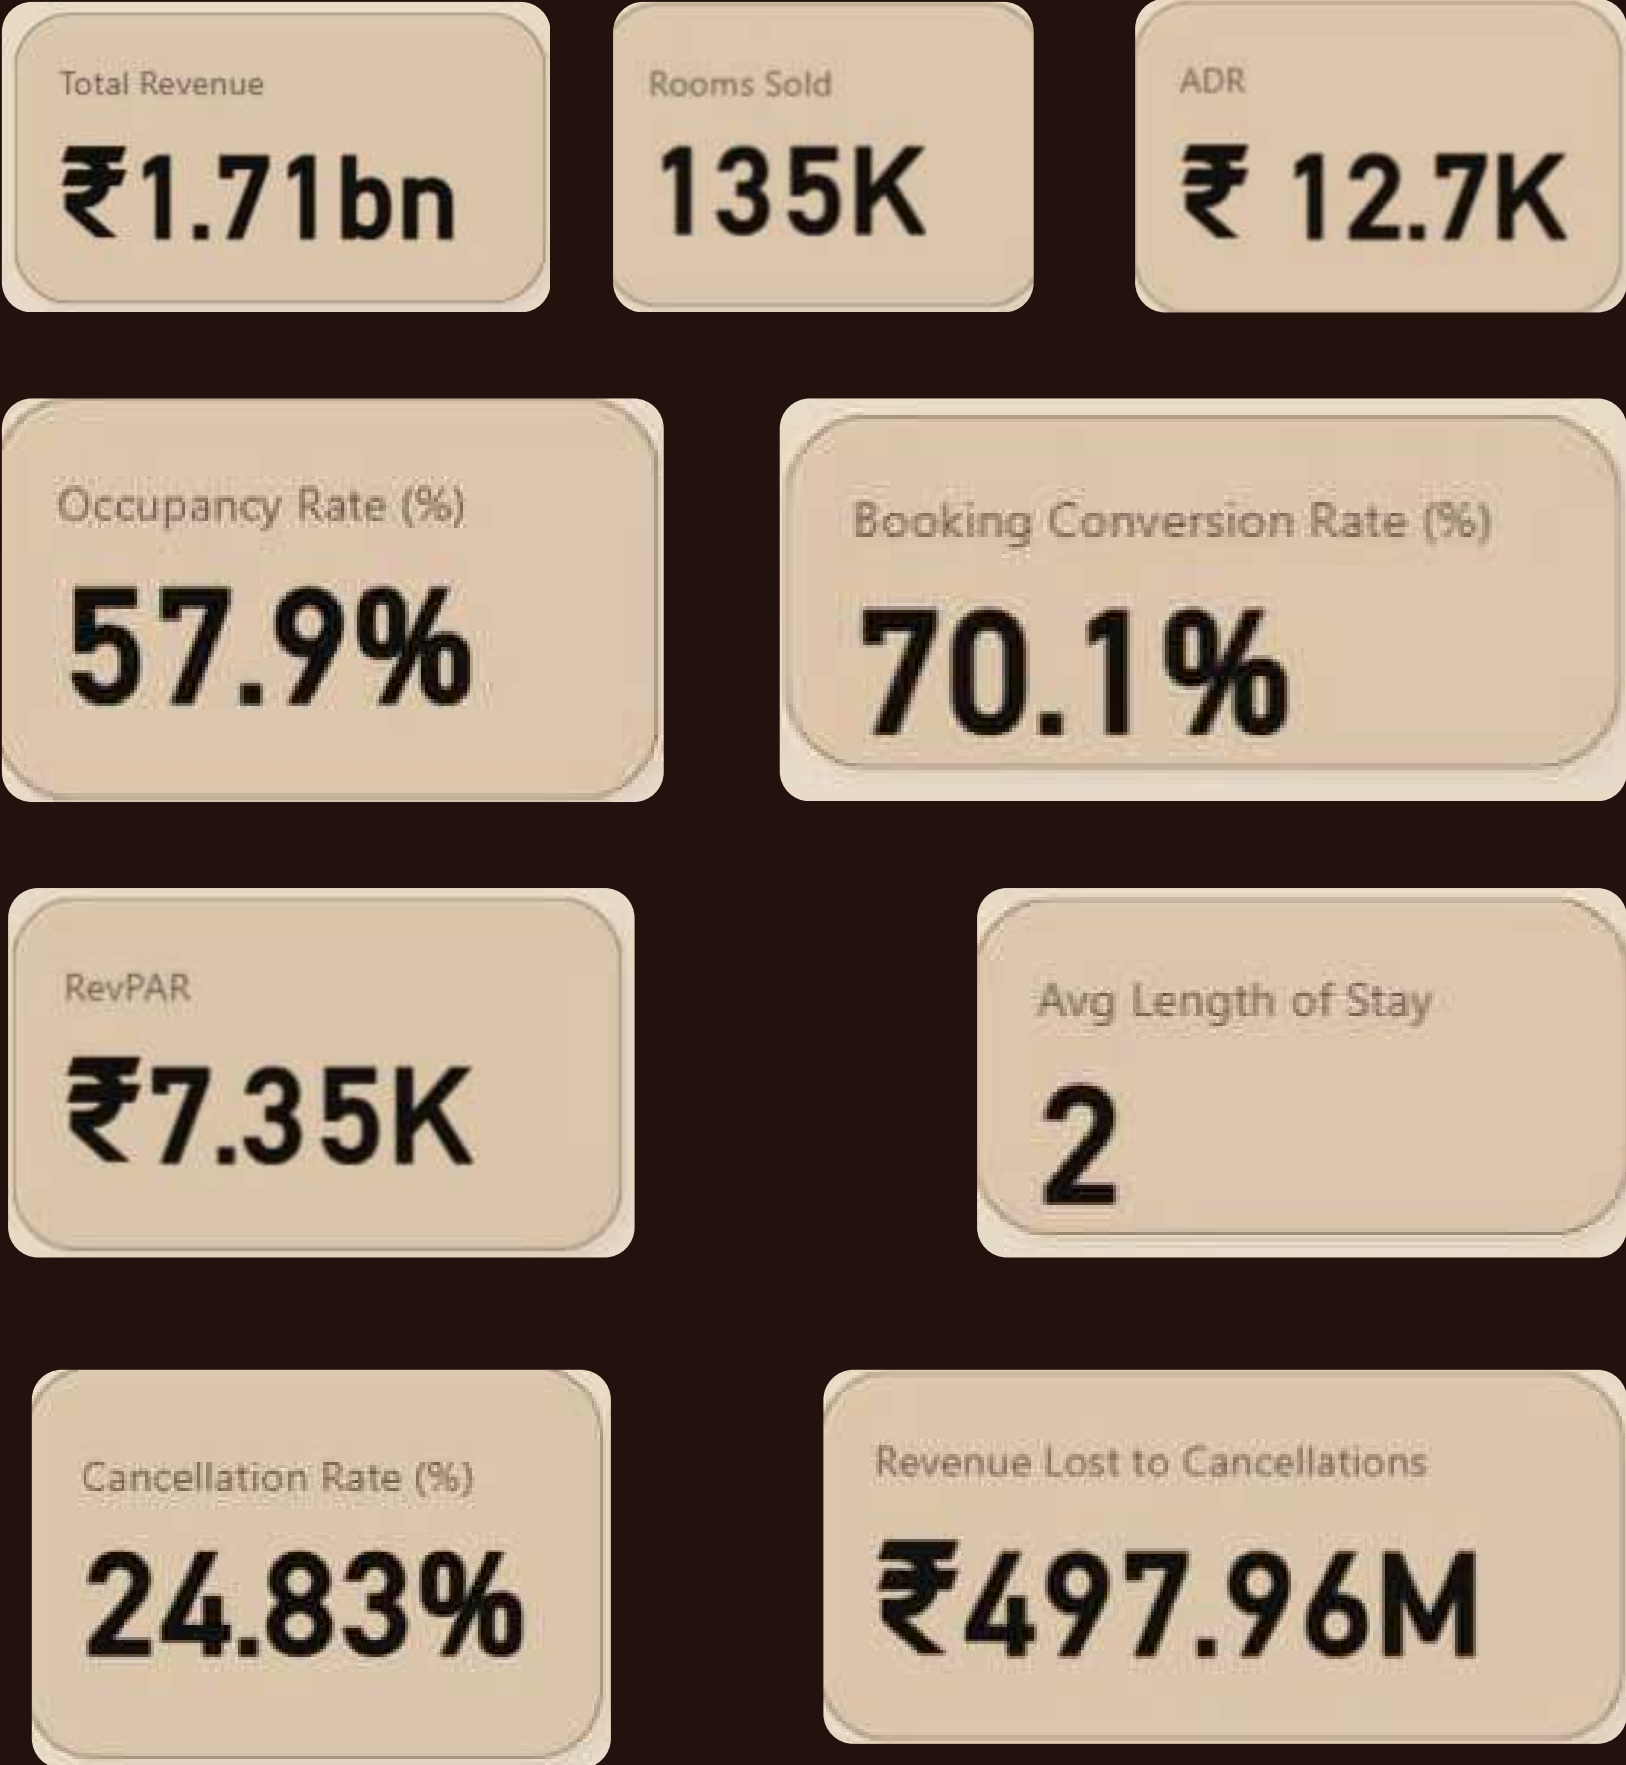 Total Revenue
₹1.71bn
Rooms Sold
135K
ADR
₹ 12.7K
Occupancy Rate (%)
57.9%
Booking Conversion Rate (%)
70.1%
RevPAR
₹7.35K
Avg Length of Stay
2
Cancellation Rate (%)
24.83%
Revenue Lost to Cancellations
₹497.96M